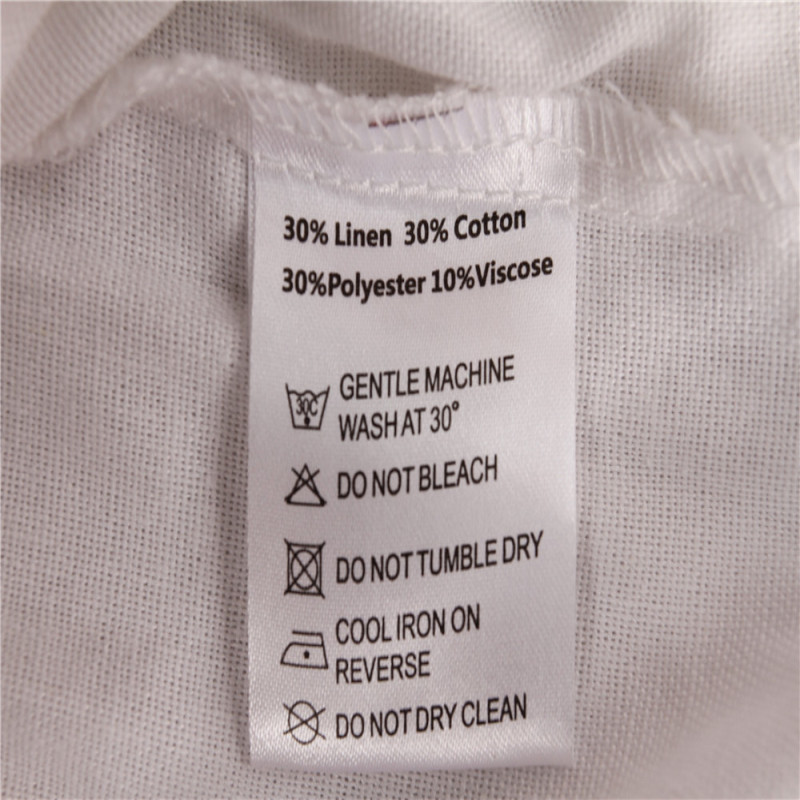 30% Linen 30% Cotton
30%Polyester 10%Viscose
30C
GENTLE MACHINE
WASH AT 30°
DO NOT BLEACH
DO NOT TUMBLE DRY
COOL IRON ON
REVERSE
DO NOT DRY CLEAN